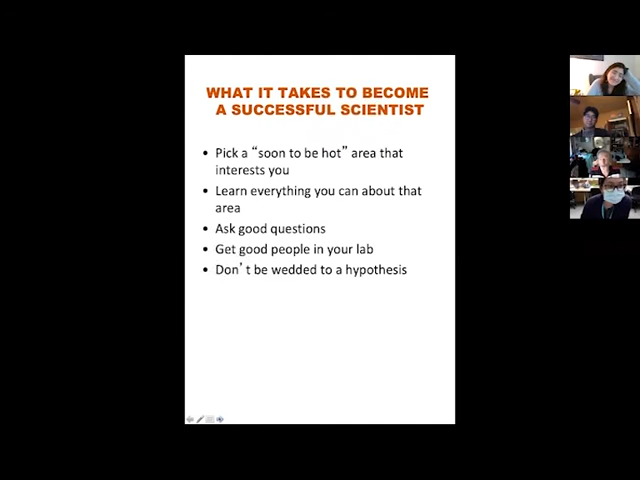 WHAT IT TAKES TO BECOME
A SUCCESSFUL SCIENTIST
• Pick a “soon to be hot” area that
interests you
• Learn everything you can about that
area
• Ask good questions
• Get good people in your lab
• Don’t be wedded to a hypothesis